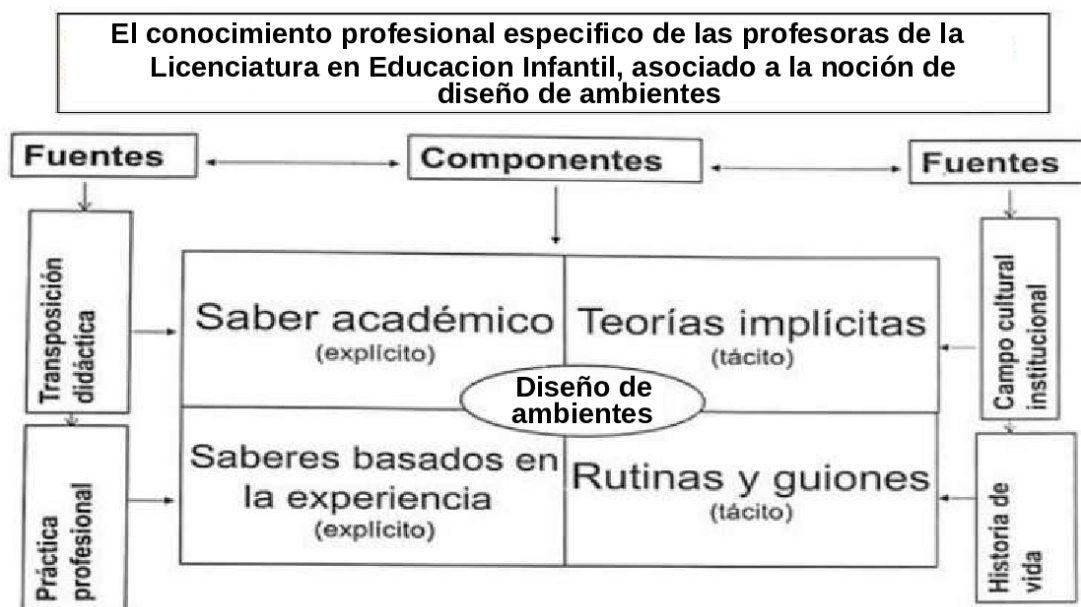 El conocimiento profesional especifico de las profesoras de la
Licenciatura en Educacion Infantil, asociado a la noción de
diseño de ambientes
Fuentes
Componentes
Fuentes
Transposición
didáctica
Saber académico
(explícito)
Teorías implícitas
(tácito)
Campo cultural
institucional
Diseño de
ambientes
Práctica
profesional
Saberes basados en
la experiencia
(explícito)
Rutinas y guiones
(tácito)
Historia de
vida